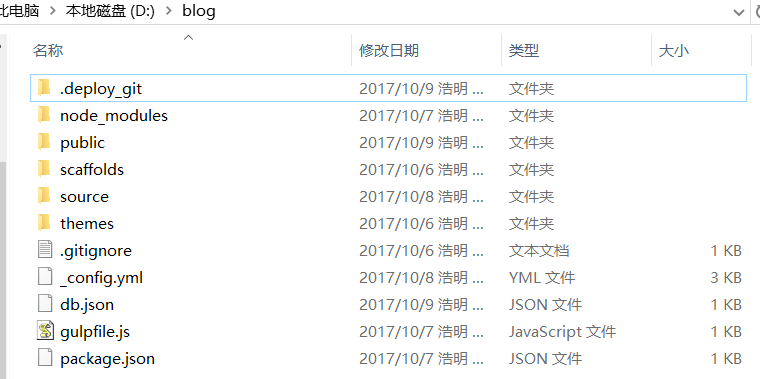 此电脑 > 本地磁盘 (D:) > blog
名称 修改日期 类型 大小
.deploy_git 2017/10/9 浩明 ... 文件夹
node_modules 2017/10/7 浩明 ... 文件夹
public 2017/10/9 浩明 ... 文件夹
scaffolds 2017/10/6 浩明 ... 文件夹
source 2017/10/8 浩明 ... 文件夹
themes 2017/10/6 浩明 ... 文件夹
.gitignore 2017/10/6 浩明 ... 文本文档 1 KB
_config.yml 2017/10/8 浩明 ... YML 文件 3 KB
db.json 2017/10/9 浩明 ... JSON 文件 1 KB
gulpfile.js 2017/10/7 浩明 ... JavaScript 文件 1 KB
package.json 2017/10/7 浩明 ... JSON 文件 1 KB